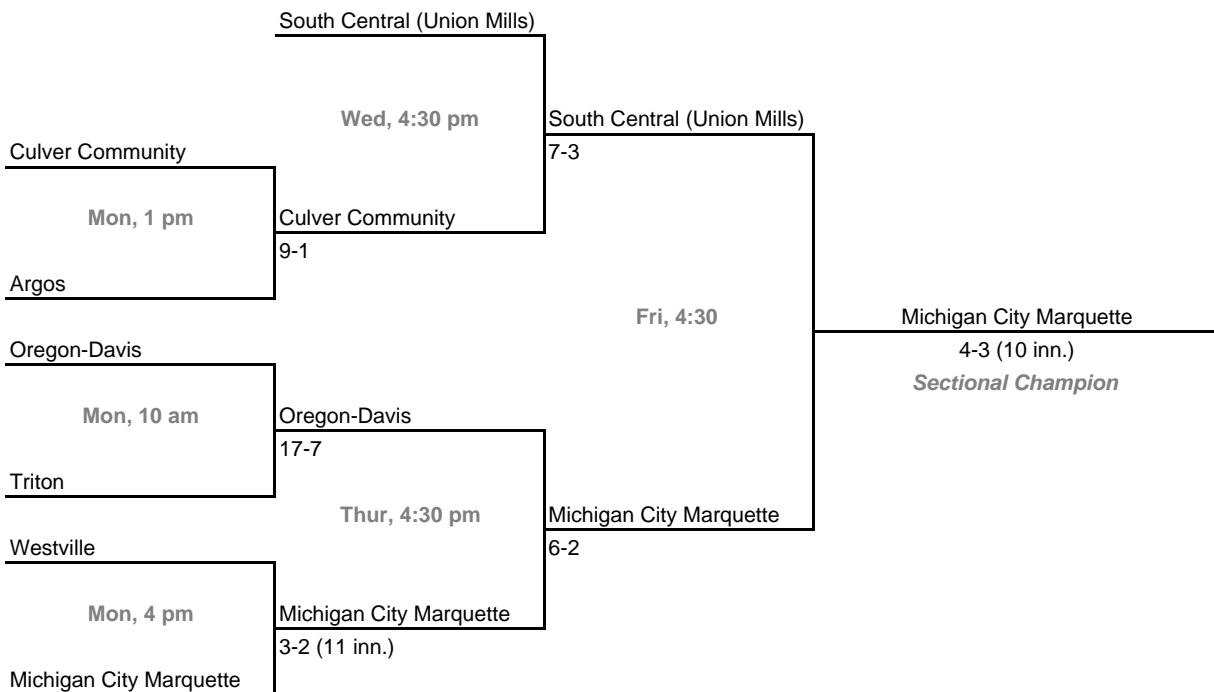 South Central (Union Mills)
Wed, 4:30 pm
South Central (Union Mills)
Culver Community
7-3
Mon, 1 pm
Culver Community
9-1
Argos
Fri, 4:30
Michigan City Marquette
Oregon-Davis
4-3 (10 inn.)
Sectional Champion
Mon, 10 am
Oregon-Davis
17-7
Triton
Thur, 4:30 pm
Michigan City Marquette
Westville
6-2
Mon, 4 pm
Michigan City Marquette
3-2 (11 inn.)
Michigan City Marquette